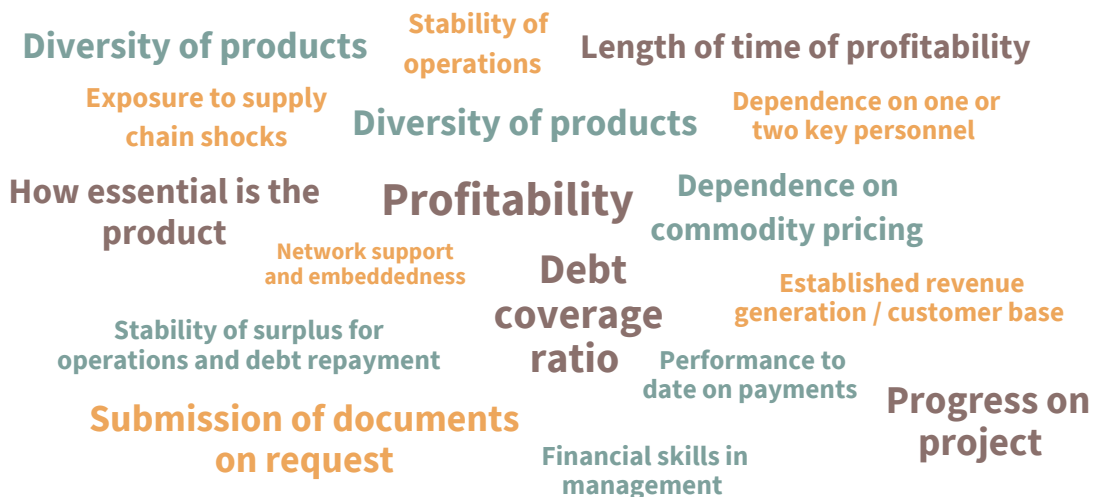 Diversity of products
Stability of
operations
Length of time of profitability
Exposure to supply
chain shocks
Diversity of products
Dependence on one or
two key personnel
How essential is the
product
Profitability
Dependence on
commodity pricing
Network support
and embeddedness
Debt
coverage
ratio
Established revenue
generation / customer base
Stability of surplus for
operations and debt repayment
Performance to
date on payments
Progress on
project
Submission of documents
on request
Financial skills in
management